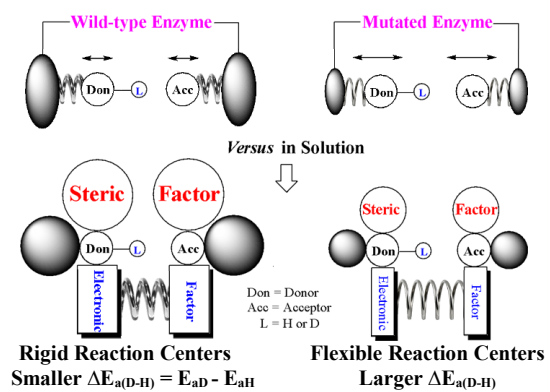 Wild-type Enzyme
Mutated Enzyme
Don
L
Acc
Don
L
Acc
Versus in Solution
Steric
Factor
Don
L
Acc
Electronic
Factor
Don = Donor
Acc = Acceptor
L = H or D
Steric
Factor
Don
L
Acc
Electronic
Factor
Rigid Reaction Centers
Smaller ΔEa(D-H) = EaD - EaH
Flexible Reaction Centers
Larger ΔEa(D-H)